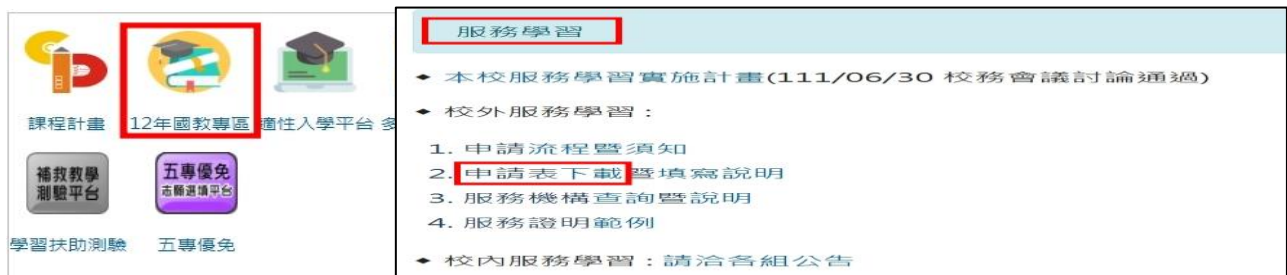 課程計畫
12年國教專區
適性入學平台
多
補救教學
測驗平台
五專優免
志願選填平台
學習扶助測驗
五專優免
服務學習
◆ 本校服務學習實施計畫(111/06/30 校務會議討論通過)
◆ 校外服務學習：
1. 申請流程暨須知
2. 申請表下載暨填寫說明
3. 服務機構查詢暨說明
4. 服務證明範例
◆ 校內服務學習：請洽各組公告